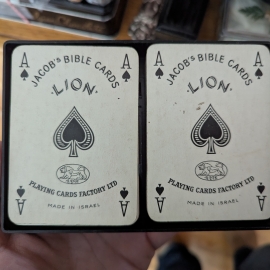 A A
JACOB'S BIBLE CARDS
LION
PLAYING CARDS FACTORY LTD
MADE IN ISRAEL
A A
A A
JACOB'S BIBLE CARDS
LION
PLAYING CARDS FACTORY LTD
MADE IN ISRAEL
A A